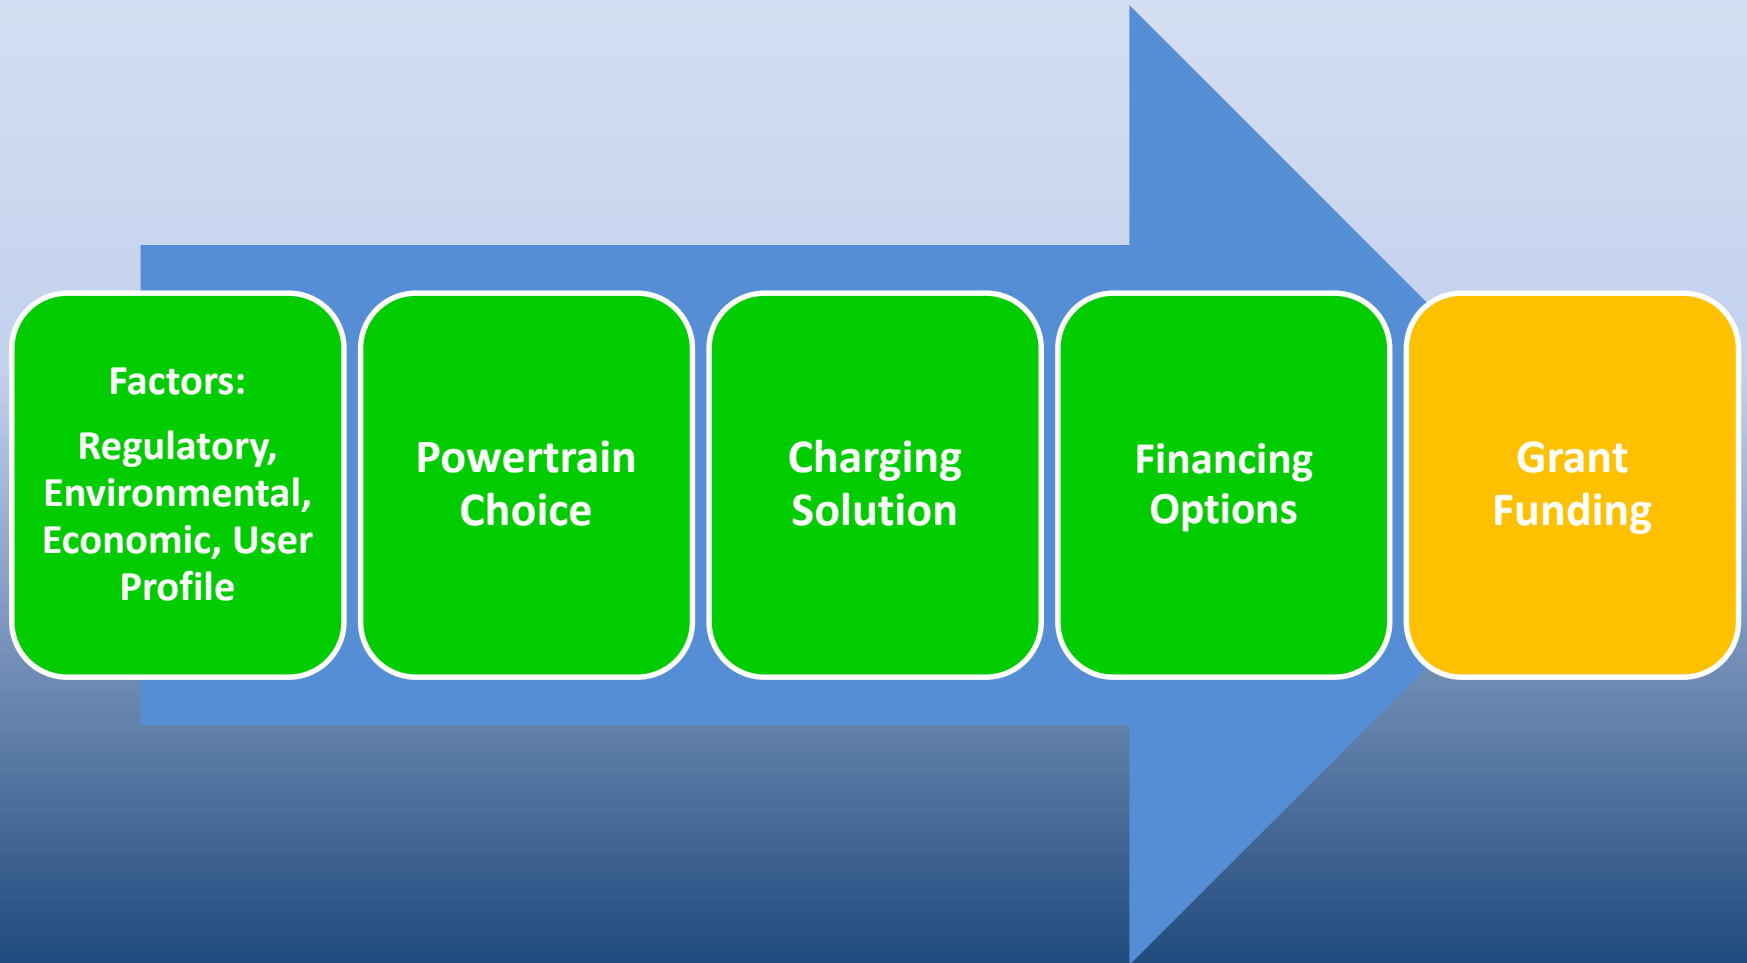 Factors:
Regulatory,
Environmental,
Economic, User
Profile
Powertrain
Choice
Charging
Solution
Financing
Options
Grant
Funding